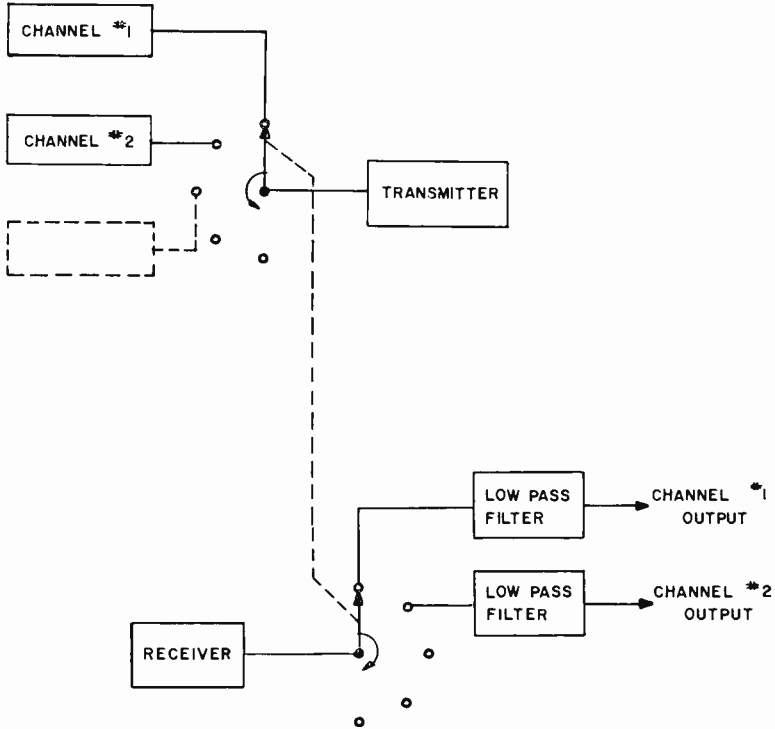 CHANNEL #1
CHANNEL #2
TRANSMITTER
LOW PASS
FILTER
CHANNEL #1
OUTPUT
LOW PASS
FILTER
CHANNEL #2
OUTPUT
RECEIVER